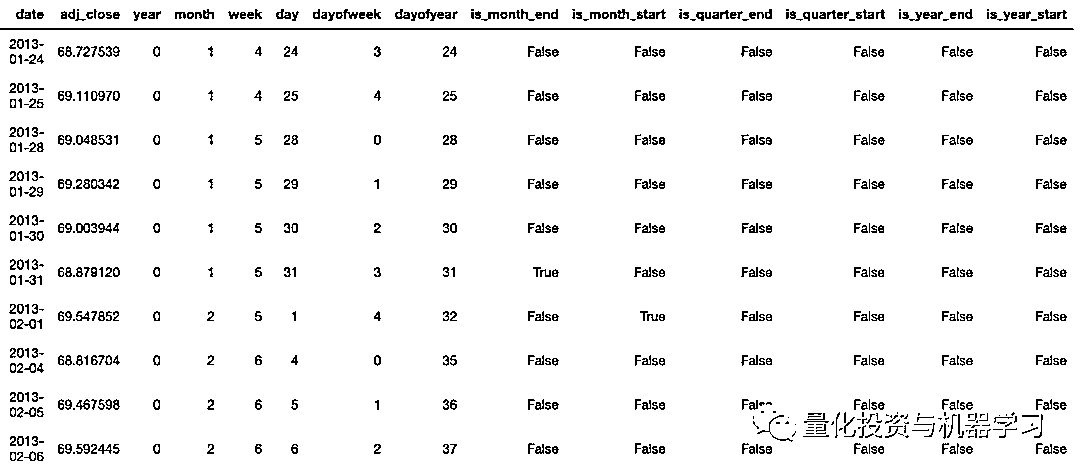 date adj_close year month week day dayofweek dayofyear is_month_end is_month_start is_quarter_end is_quarter_start is_year_end is_year_start
2013-01-24 68.727539 0 1 4 24 3 24 False False False False False False
2013-01-25 69.110970 0 1 4 25 4 25 False False False False False False
2013-01-28 69.048531 0 1 5 28 0 28 False False False False False False
2013-01-29 69.280342 0 1 5 29 1 29 False False False False False False
2013-01-30 69.003944 0 1 5 30 2 30 False False False False False False
2013-01-31 68.879120 0 1 5 31 3 31 True False False False False False
2013-02-01 69.547852 0 2 5 1 4 32 False True False False False False
2013-02-04 68.816704 0 2 6 4 0 35 False False False False False False
2013-02-05 69.467598 0 2 6 5 1 36 False False False False False False
2013-02-06 69.592445 0 2 6 6 2 37 False False False False False False
量化投资与机器学习